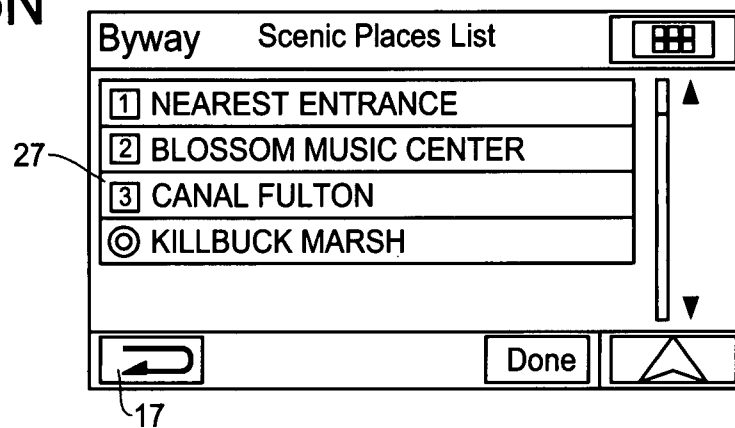 Byway Scenic Places List
1 NEAREST ENTRANCE
2 BLOSSOM MUSIC CENTER
27
3 CANAL FULTON
KILLBUCK MARSH
Done
17